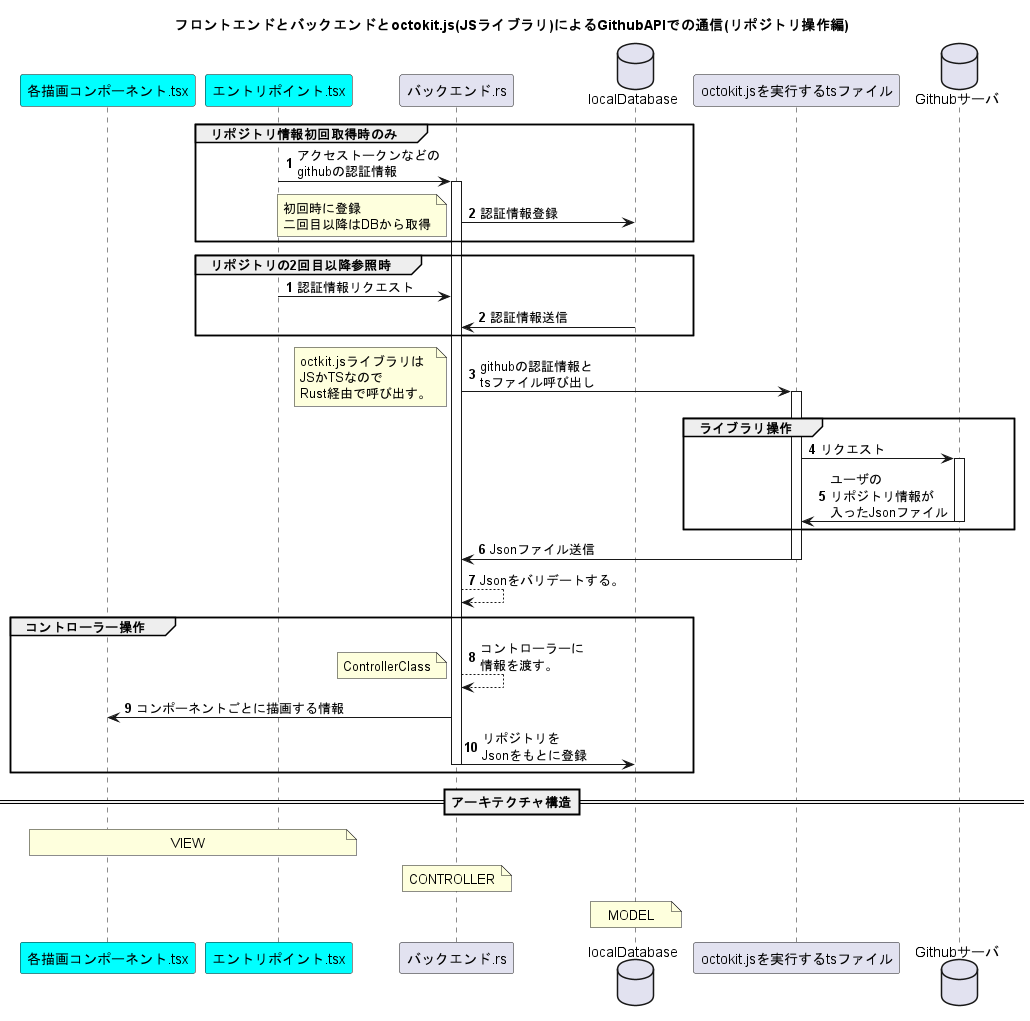 フロントエンドとバックエンドとoctokit.js(JSライブラリ)によるGithubAPIでの通信(リポジトリ操作編)
各描画コンポーネント.tsx
エントリポイント.tsx
バックエンド.rs
localDatabase
octokit.jsを実行するtsファイル
Githubサーバ
リポジトリ情報初回取得時のみ
1 アクセストークンなどの
githubの認証情報
初回時に登録
二回目以降はDBから取得
2 認証情報登録
リポジトリの2回目以降参照時
1 認証情報リクエスト
2 認証情報送信
octkit.jsライブラリは
JSかTSなので
Rust経由で呼び出す。
3 githubの認証情報と
tsファイル呼び出し
ライブラリ操作
4 リクエスト
ユーザの
5 リポジトリ情報が
入ったJsonファイル
6 Jsonファイル送信
7 Jsonをバリデートする。
コントローラー操作
ControllerClass
8 コントローラーに
情報を渡す。
9 コンポーネントごとに描画する情報
10 リポジトリを
Jsonをもとに登録
アーキテクチャ構造
VIEW
CONTROLLER
MODEL
各描画コンポーネント.tsx
エントリポイント.tsx
バックエンド.rs
localDatabase
octokit.jsを実行するtsファイル
Githubサーバ